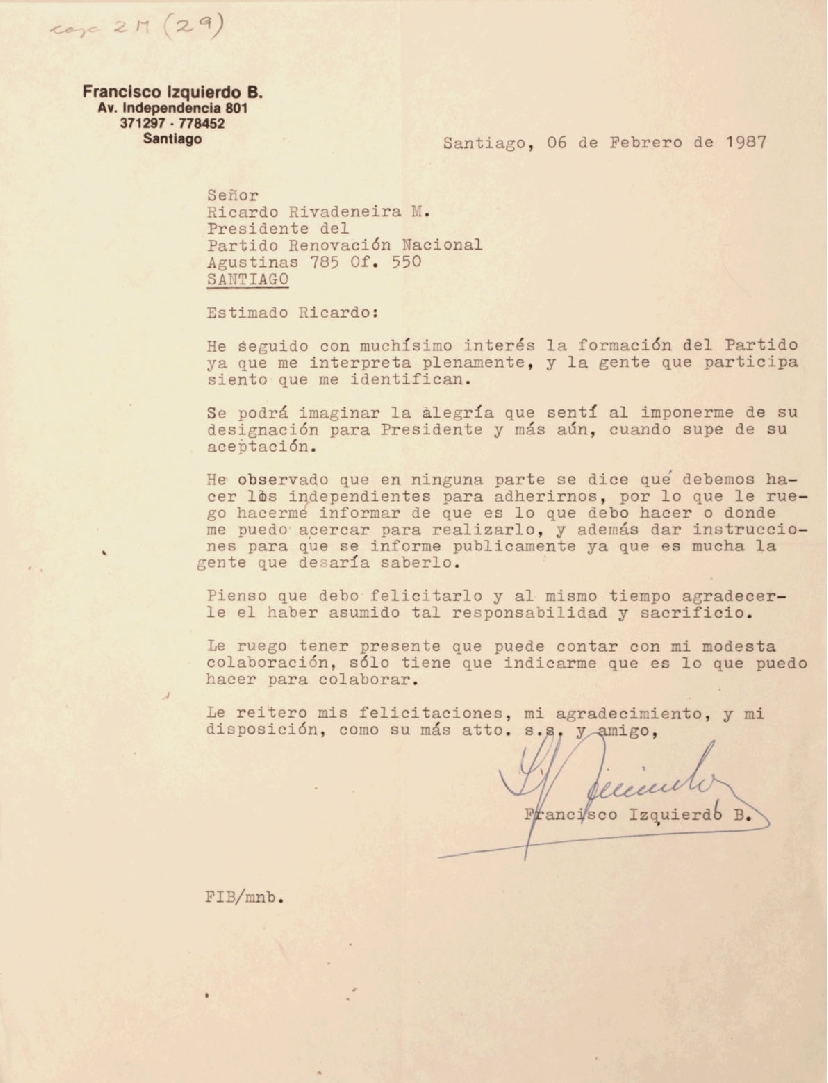 caja 2M (29)
Francisco Izquierdo B.
Av. Independencia 801
371297 - 778452
Santiago
Santiago, 06 de Febrero de 1987
Señor
Ricardo Rivadeneira M.
Presidente del
Partido Renovación Nacional
Agustinas 785 Of. 550
SANTIAGO
Estimado Ricardo:
He seguido con muchísimo interés la formación del Partido
ya que me interpreta plenamente, y la gente que participa
siento que me identifican.
Se podrá imaginar la alegría que sentí al imponerme de su
designación para Presidente y más aún, cuando supe de su
aceptación.
He observado que en ninguna parte se dice qué debemos ha-
cer los independientes para adherirnos, por lo que le rue-
go hacerme informar de que es lo que debo hacer o donde
me puedo acercar para realizarlo, y además dar instruccio-
nes para que se informe publicamente ya que es mucha la
gente que desaría saberlo.
Pienso que debo felicitarlo y al mismo tiempo agradecer-
le el haber asumido tal responsabilidad y sacrificio.
Le ruego tener presente que puede contar con mi modesta
colaboración, sólo tiene que indicarme que es lo que puedo
hacer para colaborar.
Le reitero mis felicitaciones, mi agradecimiento, y mi
disposición, como su más atto. s.s. y amigo,
Francisco Izquierdo B.
FIB/mnb.